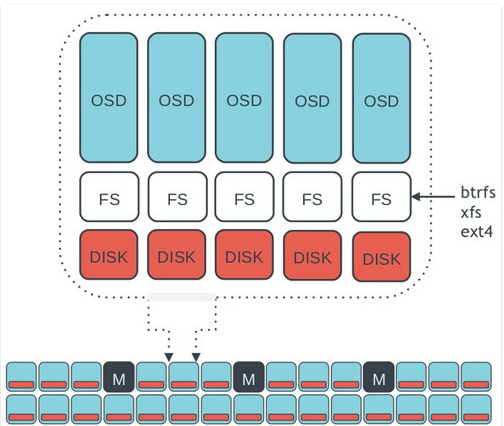 OSD OSD OSD OSD OSD
FS FS FS FS FS
btrfs
xfs
ext4
DISK DISK DISK DISK DISK
M M M